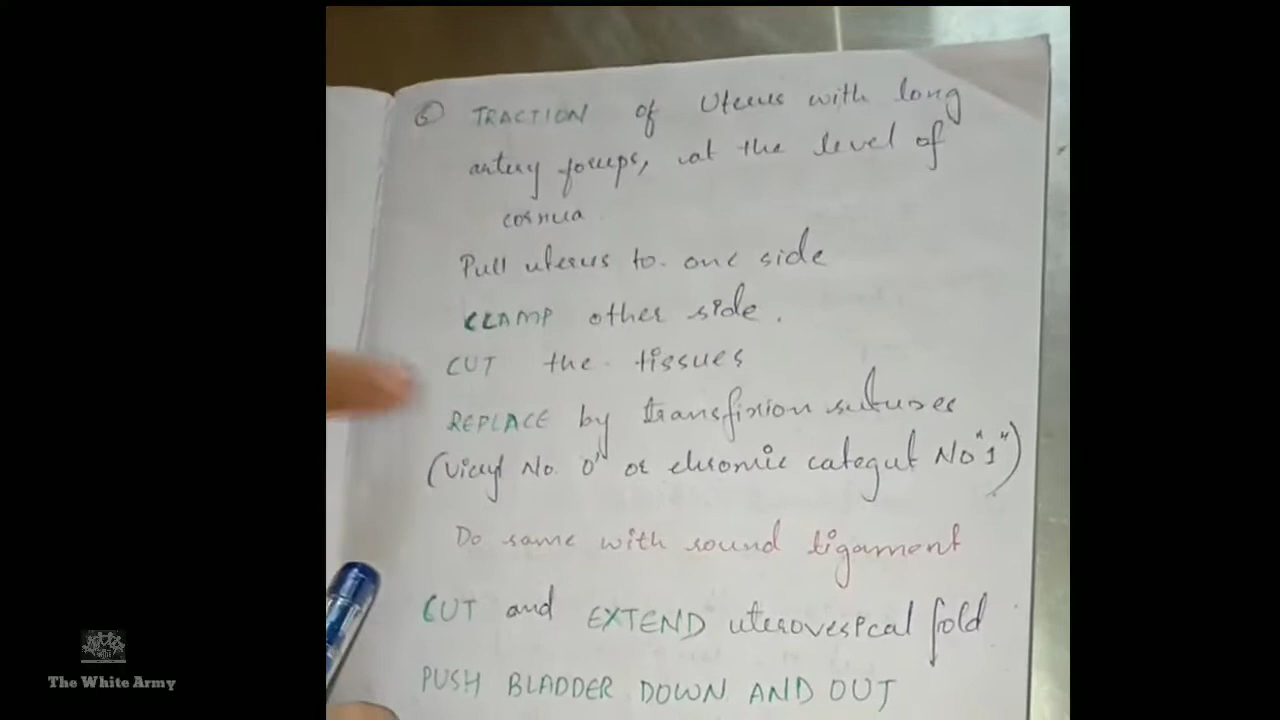 ⑥ TRACTION of Uterus with long
artery forceps, at the level of
cornua
Pull uterus to one side
CLAMP other side.
CUT the tissues
REPLACE by transfixion sutures
(Vicryl No. 0' or chromic categut No "1")
Do same with round ligament
CUT and EXTEND uterovesical fold
PUSH BLADDER DOWN AND OUT
The White Army